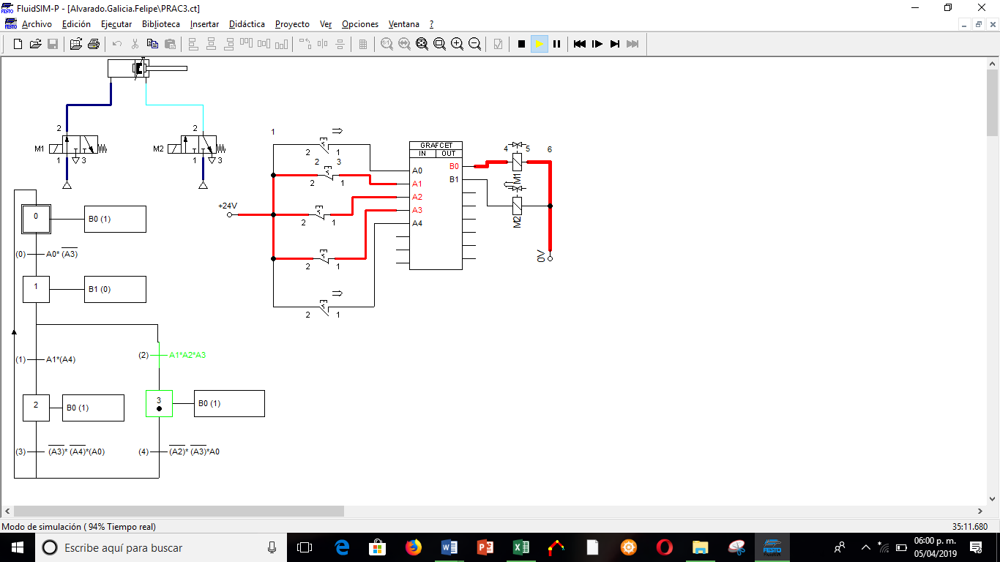 FluidSIM-P - [Alvarado.Galicia.Felipe\PRAC3.ct]
Archivo Edición Ejecutar Biblioteca Insertar Didáctica Proyecto Ver Opciones Ventana ?
2
2
M1
M2
1
3
1
3
1
2
1
2
3
2
1
+24V
2
1
2
1
2
1
GRAFCET
IN OUT
A0
A1
A2
A3
A4
B0
B1
4
5
6
M1
M2
0V
0
B0 (1)
(0)
A0* (A3)
1
B1 (0)
(1)
A1*(A4)
(2)
A1*A2*A3
2
B0 (1)
3
B0 (1)
(3)
(A3)* (A4)*(A0)
(4)
(A2)* (A3)*A0
Modo de simulación ( 94% Tiempo real)
35:11.680
Escribe aquí para buscar
FESTO
06:00 p. m.
05/04/2019